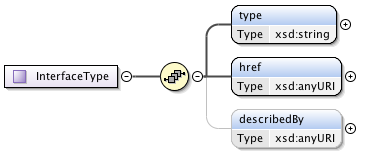 type
Type xsd:string
InterfaceType
href
Type xsd:anyURI
describedBy
Type xsd:anyURI